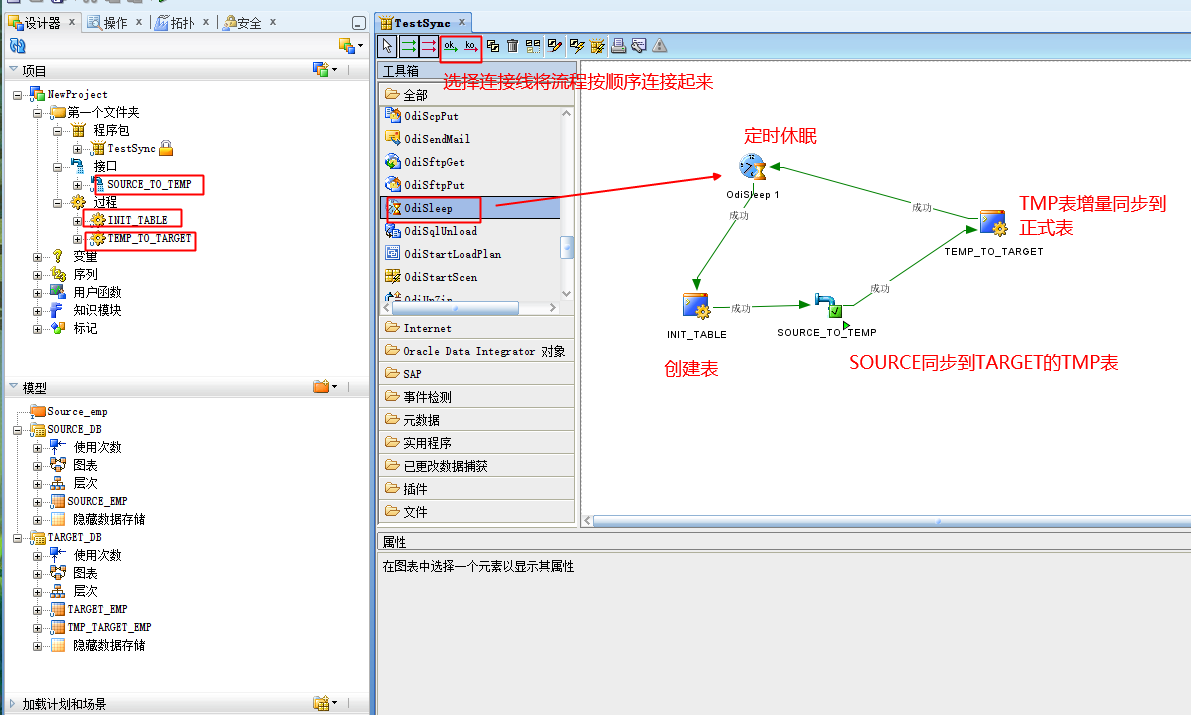 设计器 × 操作 × 拓扑 × 安全 ×
项目
NewProject
第一个文件夹
程序包
TestSync
接口
SOURCE_TO_TEMP
过程
INIT_TABLE
TEMP_TO_TARGET
变量
序列
用户函数
知识模块
标记
模型
Source_emp
SOURCE_DB
使用次数
图表
层次
SOURCE_EMP
隐藏数据存储
TARGET_DB
使用次数
图表
层次
TARGET_EMP
TMP_TARGET_EMP
隐藏数据存储
加载计划和场景
TestSync ×
ok ko
工具箱
选择连接线将流程按顺序连接起来
全部
OdiScpPut
OdiSendMail
OdiSftpGet
OdiSftpPut
OdiSleep
OdiSqlUnload
OdiStartLoadPlan
OdiStartScen
OdiUnZip
Internet
Oracle Data Integrator 对象
SAP
事件检测
元数据
实用程序
已更改数据捕获
插件
文件
定时休眠
OdiSleep 1
成功
成功
TMP表增量同步到
正式表
TEMP_TO_TARGET
成功
成功
INIT_TABLE
SOURCE_TO_TEMP
创建表
SOURCE同步到TARGET的TMP表
属性
在图表中选择一个元素以显示其属性